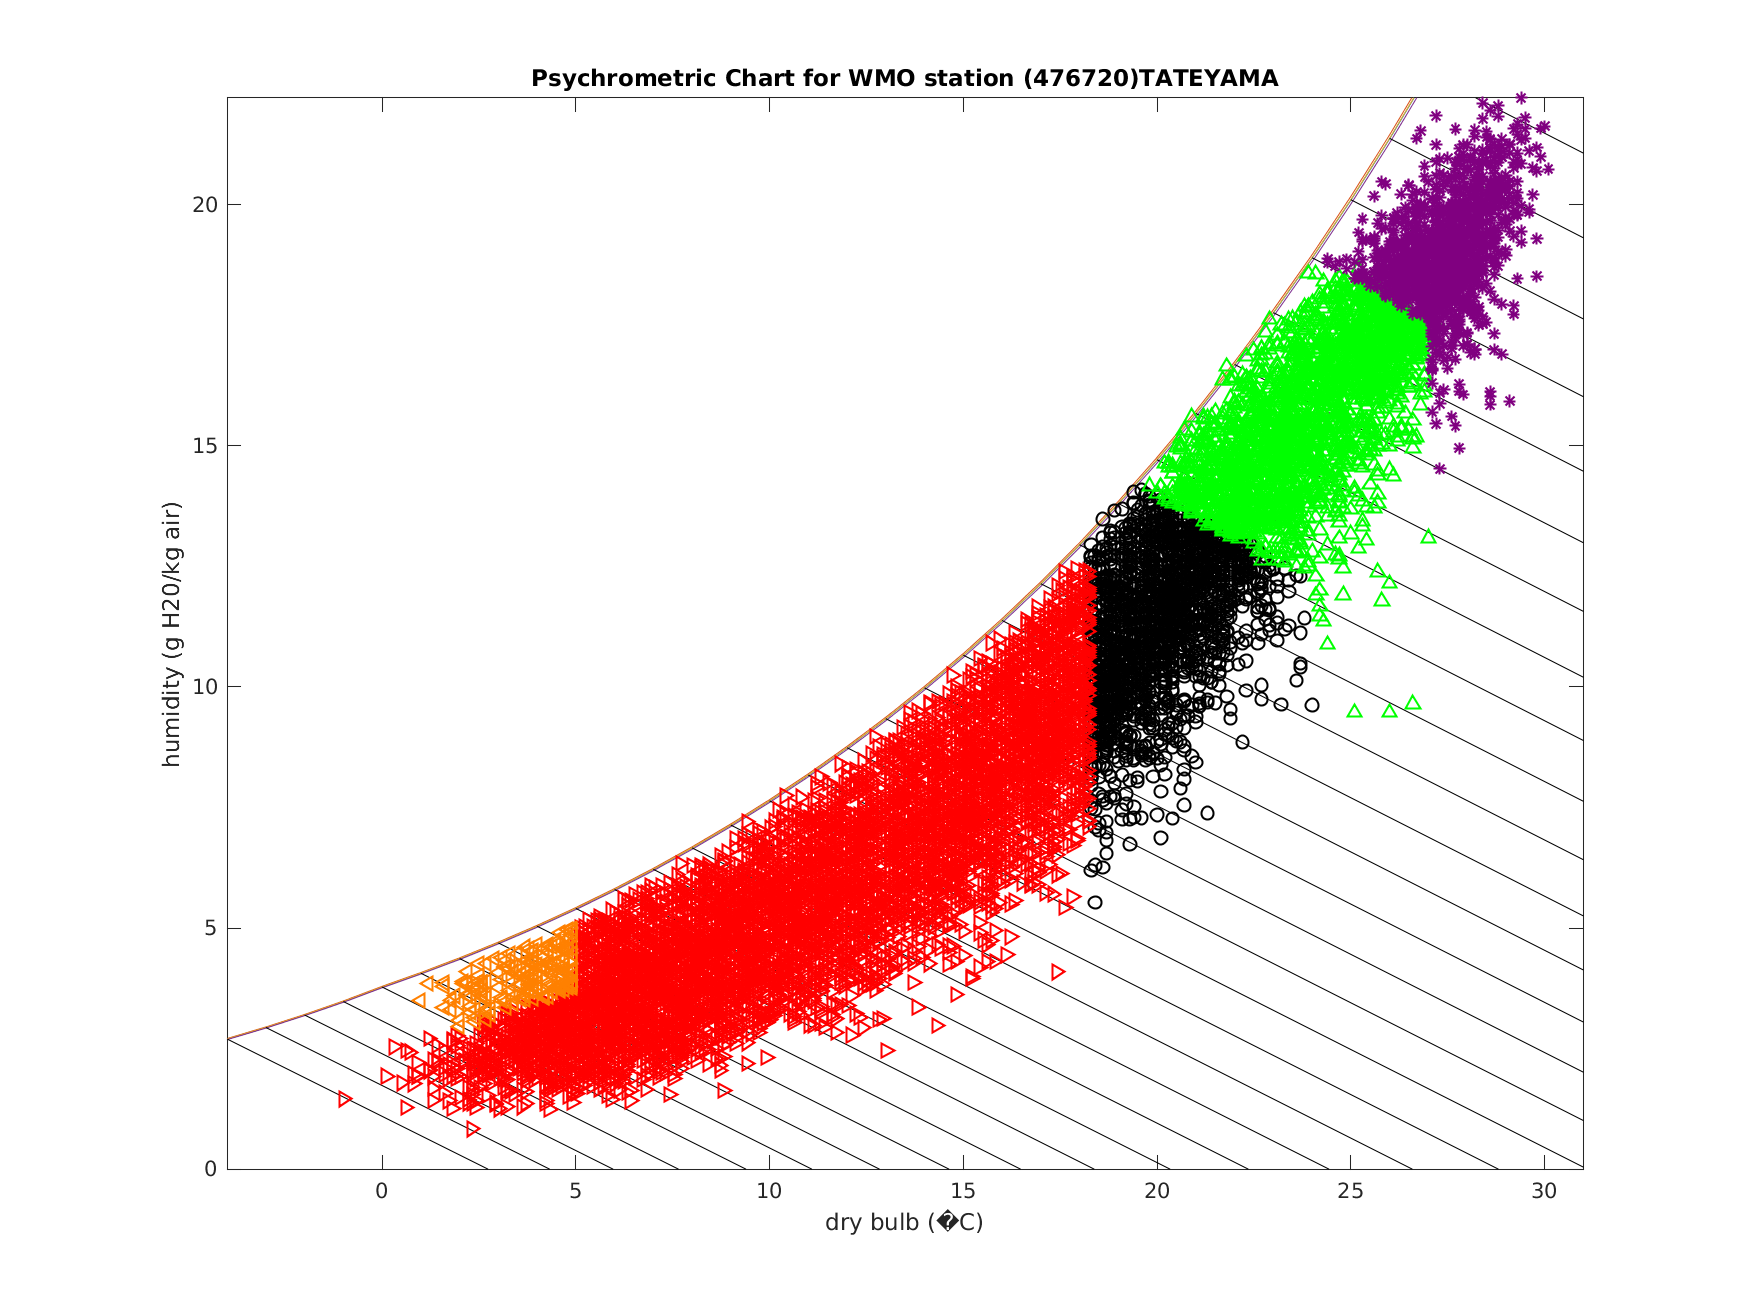 Psychrometric Chart for WMO station (476720)TATEYAMA
humidity (g H20/kg air)
20
15
10
5
0
0 5 10 15 20 25 30
dry bulb (�C)